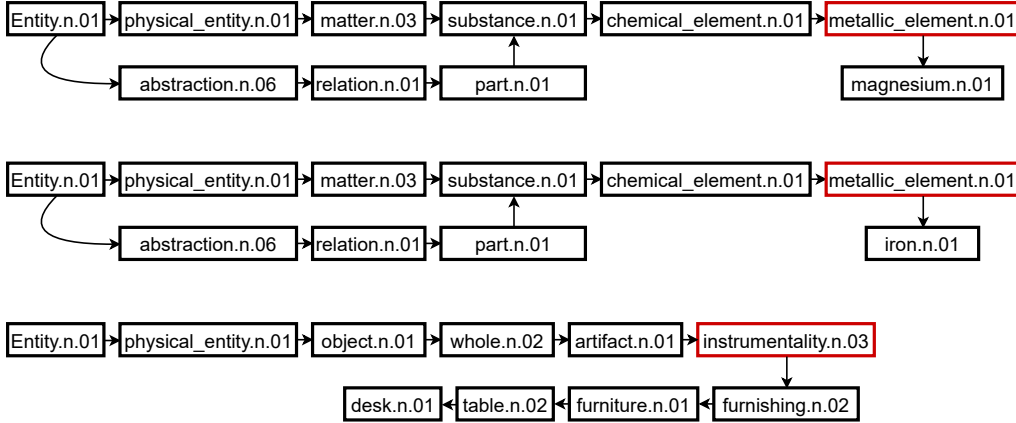 Entity.n.01 physical_entity.n.01 matter.n.03 substance.n.01 chemical_element.n.01 metallic_element.n.01
abstraction.n.06 relation.n.01 part.n.01 magnesium.n.01
Entity.n.01 physical_entity.n.01 matter.n.03 substance.n.01 chemical_element.n.01 metallic_element.n.01
abstraction.n.06 relation.n.01 part.n.01 iron.n.01
Entity.n.01 physical_entity.n.01 object.n.01 whole.n.02 artifact.n.01 instrumentality.n.03
desk.n.01 table.n.02 furniture.n.01 furnishing.n.02